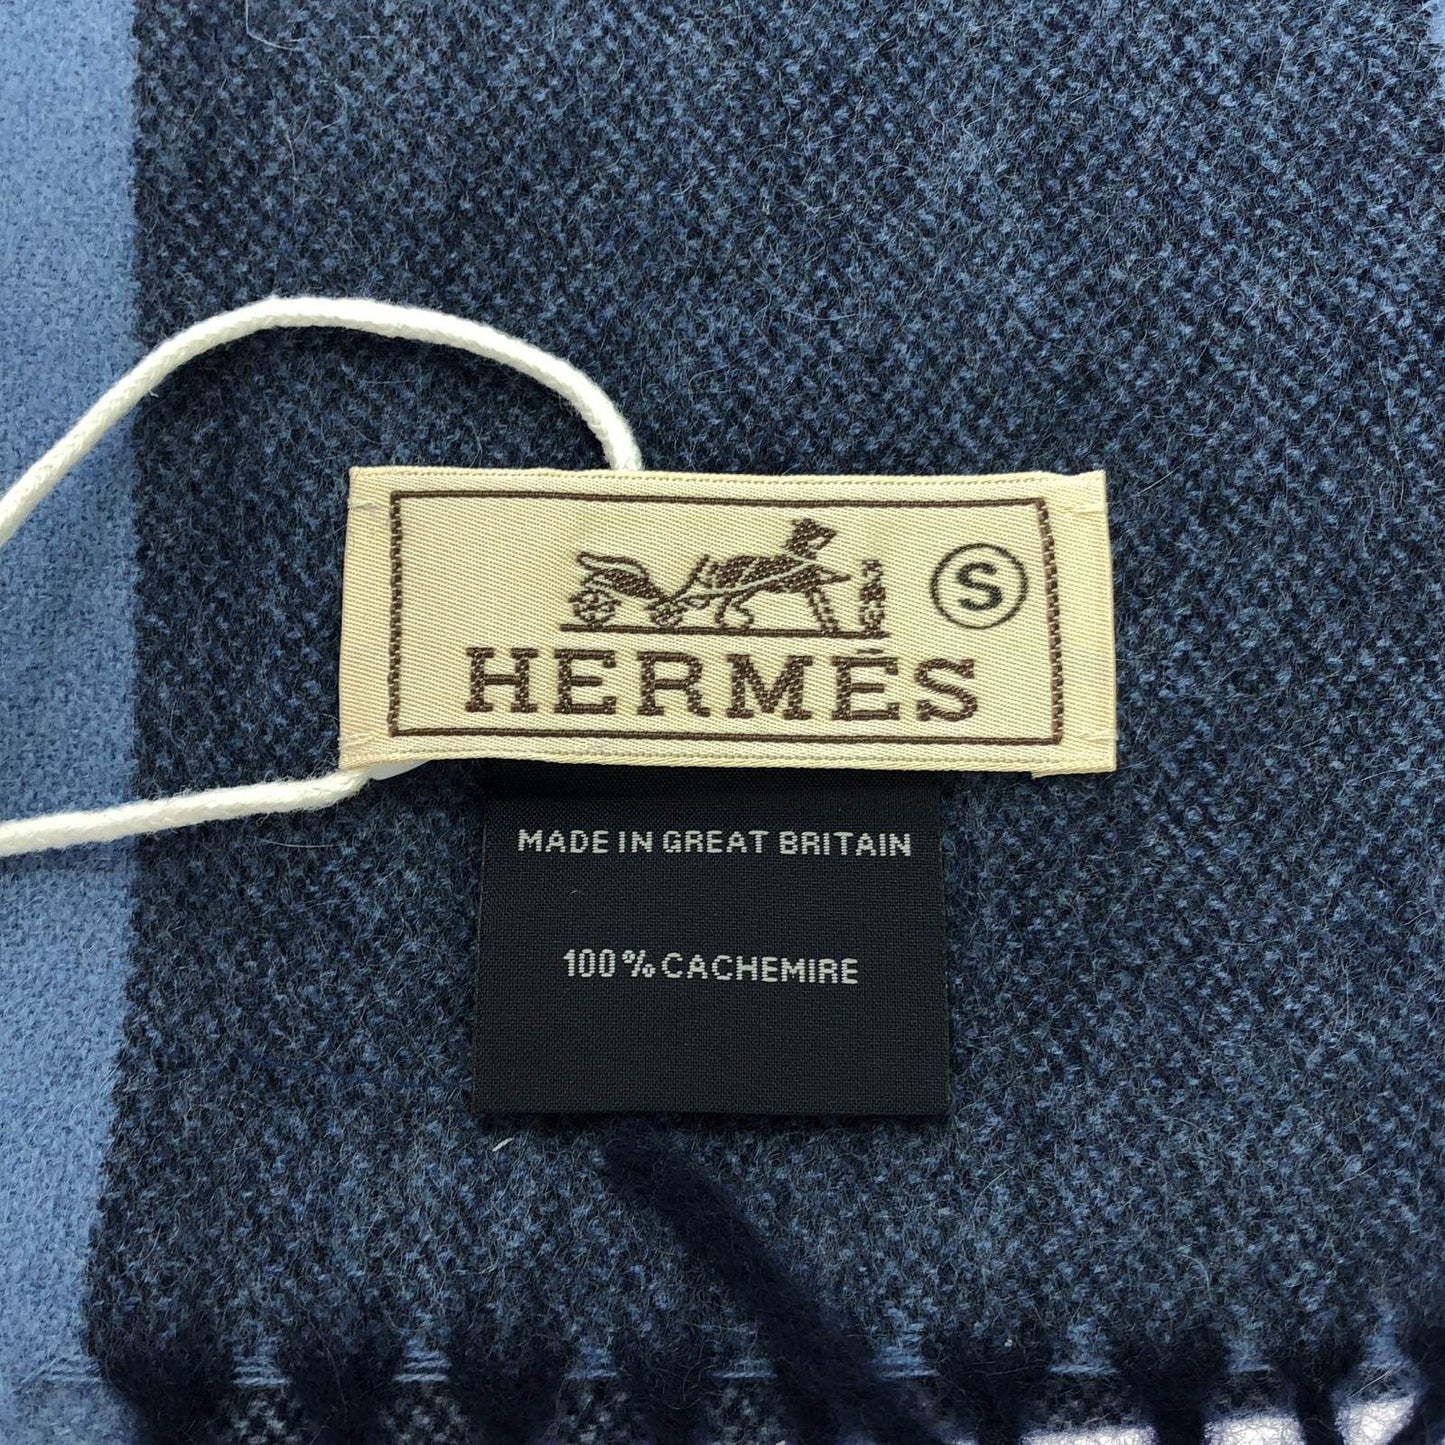 S
HERMÈS
MADE IN GREAT BRITAIN
100% CACHEMIRE